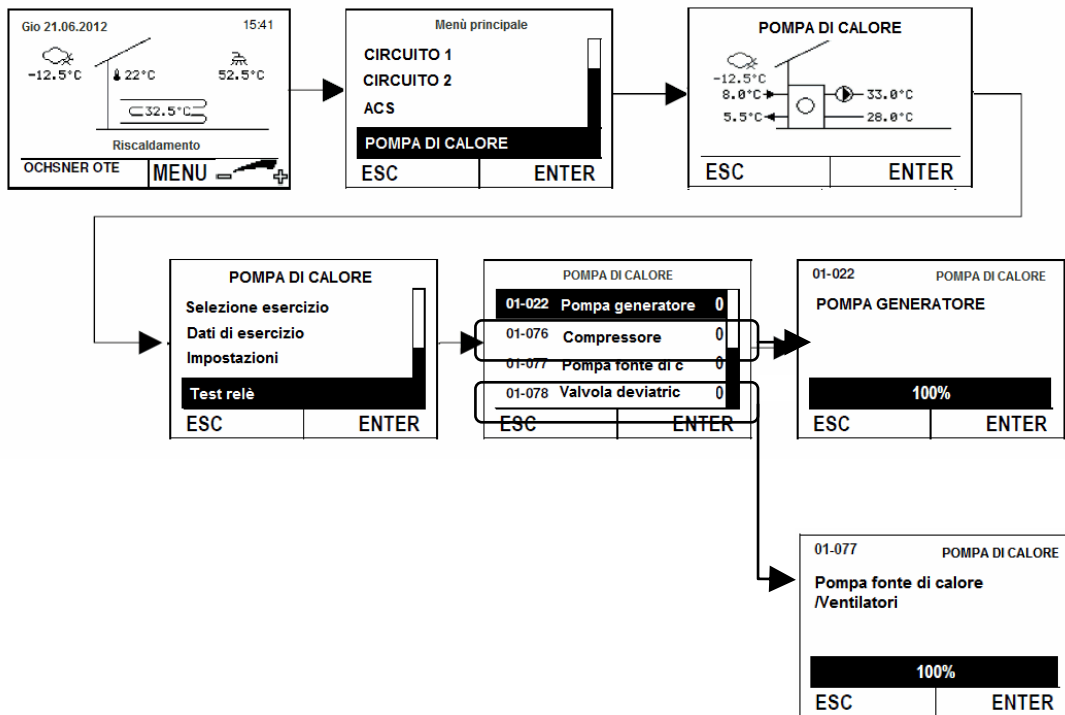 Gio 21.06.2012 15:41
-12.5°C 22°C 52.5°C
32.5°C
Riscaldamento
OCHSNER OTE MENU
Menù principale
CIRCUITO 1
CIRCUITO 2
ACS
POMPA DI CALORE
ESC ENTER
POMPA DI CALORE
-12.5°C
8.0°C 33.0°C
5.5°C 28.0°C
ESC ENTER
POMPA DI CALORE
Selezione esercizio
Dati di esercizio
Impostazioni
Test relè
ESC ENTER
POMPA DI CALORE
01-022 Pompa generatore 0
01-076 Compressore 0
01-077 Pompa fonte di c 0
01-078 Valvola deviatric 0
ESC ENTER
01-022 POMPA DI CALORE
POMPA GENERATORE
100%
ESC ENTER
01-077 POMPA DI CALORE
Pompa fonte di calore
/Ventilatori
100%
ESC ENTER